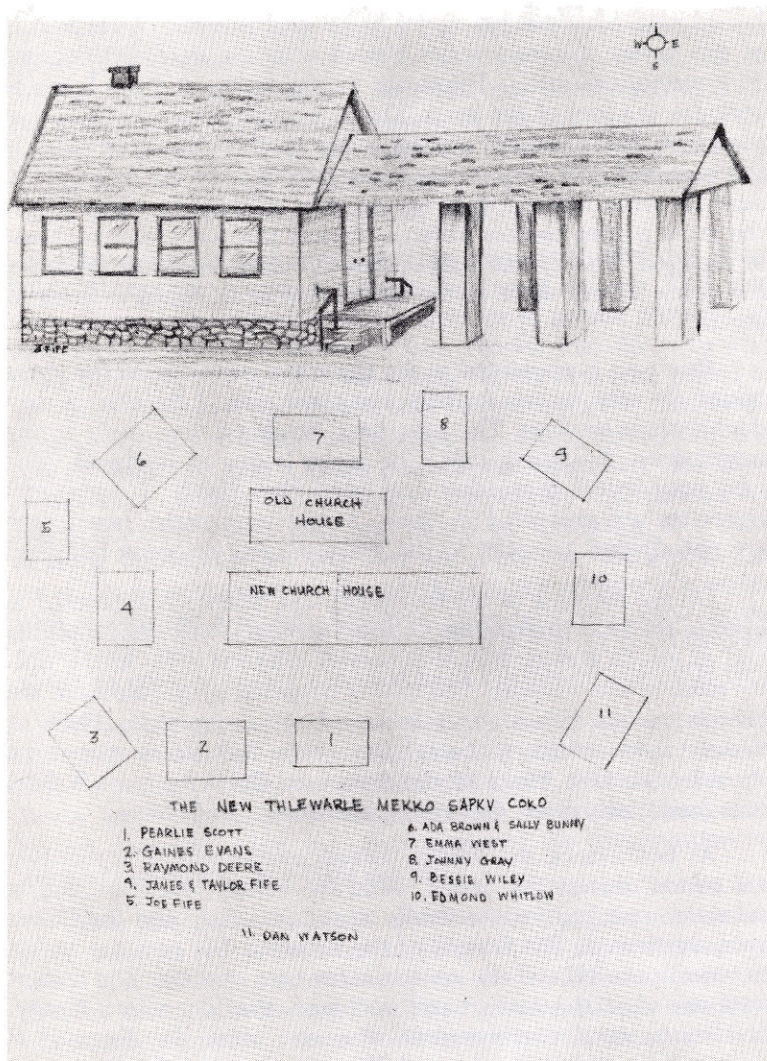 W E
S
FIFE
6
7
8
9
5
OLD CHURCH
HOUSE
4
NEW CHURCH HOUSE
10
3
2
1
11
THE NEW THLEWARLE MEKKO SAPKV COKO
1. PEARLIE SCOTT
2. GAINES EVANS
3. RAYMOND DEERE
4. JAMES & TAYLOR FIFE
5. JOE FIFE
6. ADA BROWN & SALLY BUNNY
7 EMMA WEST
8 JOHNNY GRAY
9. BESSIE WILEY
10. EDMOND WHITLOW
11. DAN WATSON